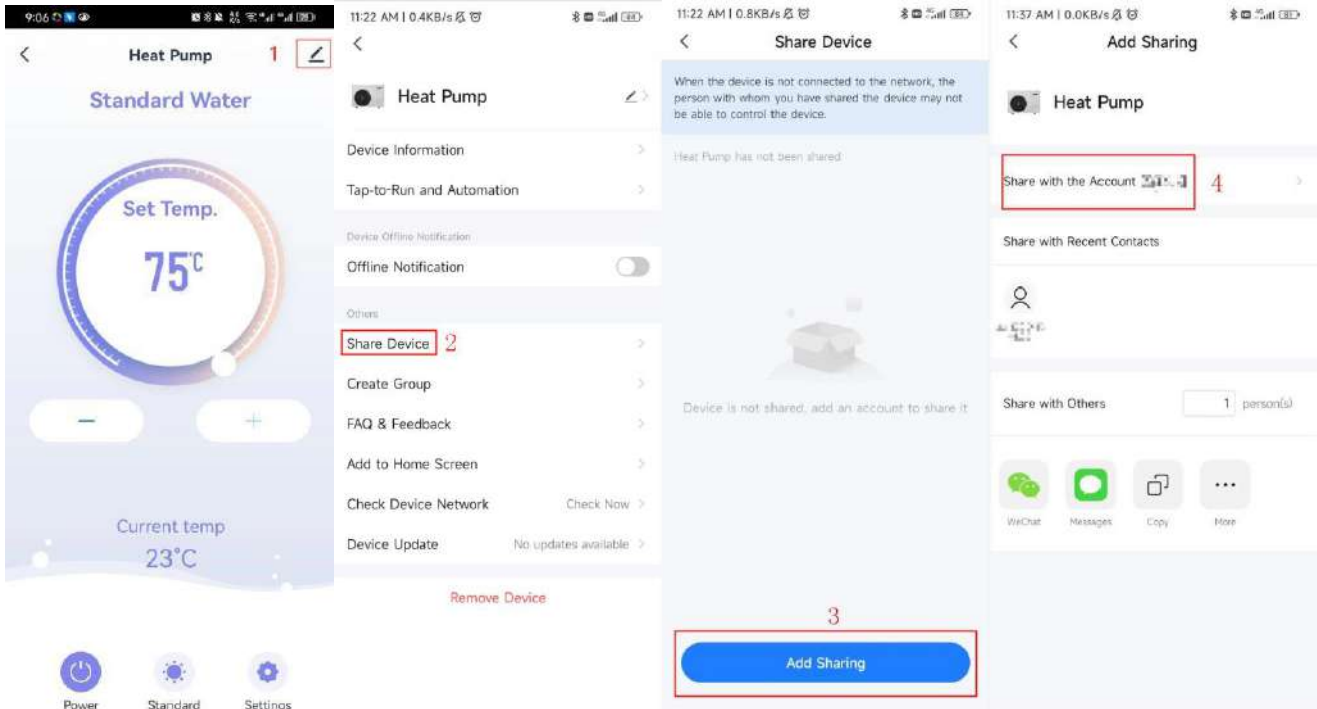 9:06
Heat Pump
1
Standard Water
Set Temp.
75°C
−
+
Current temp
23°C
Power
Standard
Settings
11:22 AM | 0.4KB/s
Heat Pump
Device Information
Tap-to-Run and Automation
Device Offline Notification
Offline Notification
Others
Share Device 2
Create Group
FAQ & Feedback
Add to Home Screen
Check Device Network Check Now
Device Update No updates available
Remove Device
11:22 AM | 0.8KB/s
Share Device
When the device is not connected to the network, the
person with whom you have shared the device may not
be able to control the device.
Heat Pump has not been shared
Device is not shared, add an account to share it
3
Add Sharing
11:37 AM | 0.0KB/s
Add Sharing
Heat Pump
Share with the Account
4
Share with Recent Contacts
Share with Others 1 person(s)
WeChat
Messages
Copy
More